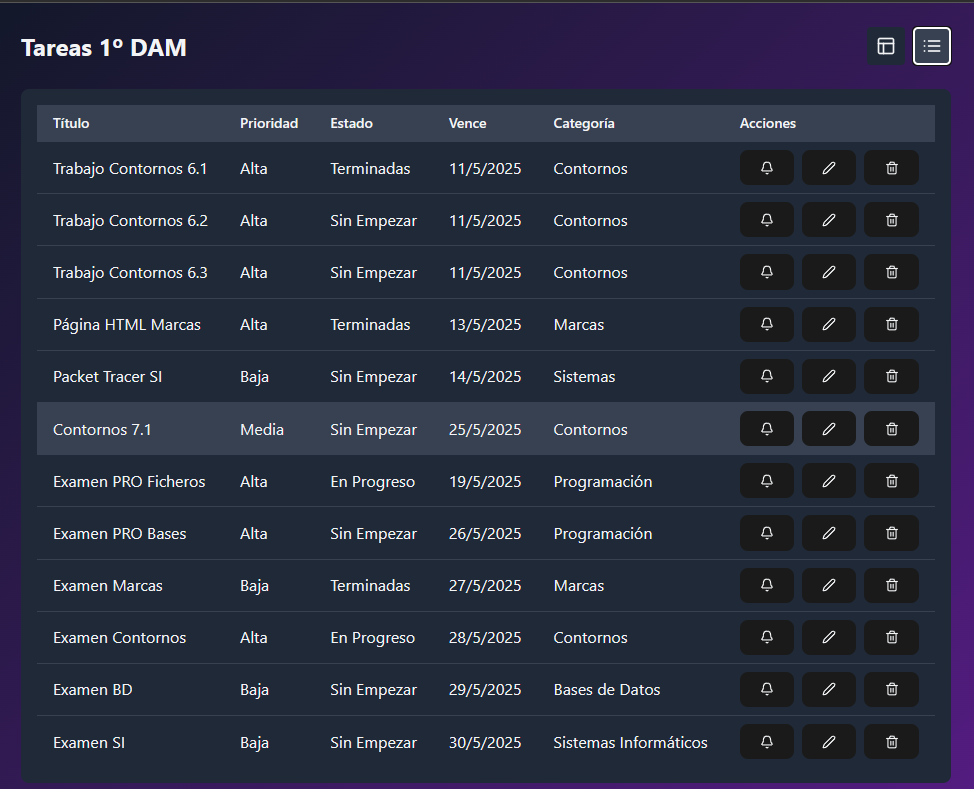 Tareas 1º DAM
Título Prioridad Estado Vence Categoría Acciones
Trabajo Contornos 6.1 Alta Terminadas 11/5/2025 Contornos
Trabajo Contornos 6.2 Alta Sin Empezar 11/5/2025 Contornos
Trabajo Contornos 6.3 Alta Sin Empezar 11/5/2025 Contornos
Página HTML Marcas Alta Terminadas 13/5/2025 Marcas
Packet Tracer SI Baja Sin Empezar 14/5/2025 Sistemas
Contornos 7.1 Media Sin Empezar 25/5/2025 Contornos
Examen PRO Ficheros Alta En Progreso 19/5/2025 Programación
Examen PRO Bases Alta Sin Empezar 26/5/2025 Programación
Examen Marcas Baja Terminadas 27/5/2025 Marcas
Examen Contornos Alta En Progreso 28/5/2025 Contornos
Examen BD Baja Sin Empezar 29/5/2025 Bases de Datos
Examen SI Baja Sin Empezar 30/5/2025 Sistemas Informáticos